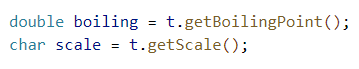 double boiling = t.getBoilingPoint();
char scale = t.getScale();